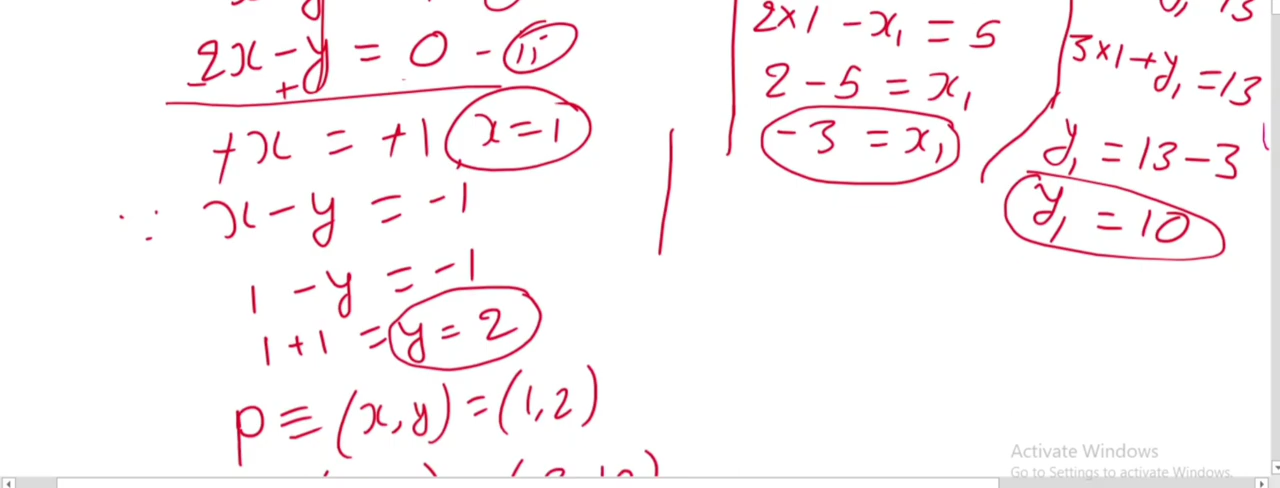 2x - y = 0 - (ii)
+
+x = +1 x = 1
∵ x - y = -1
1 - y = -1
1 + 1 = y = 2
P ≡ (x, y) = (1, 2)
2×1 - x₁ = 5
2 - 5 = x₁
-3 = x₁
3×1 + y₁ = 13
y₁ = 13 - 3
y₁ = 10
Activate Windows
Go to Settings to activate Windows.